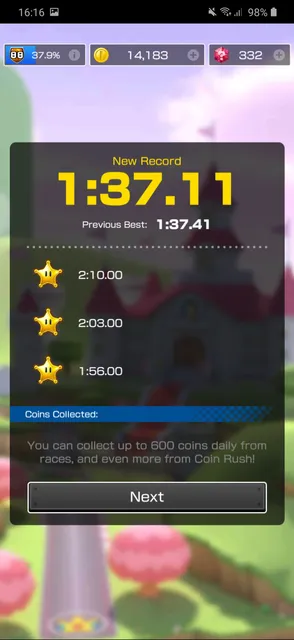 16:16 98%
86 37.9% i 14,183 332
New Record
1:37.11
Previous Best: 1:37.41
2:10.00
2:03.00
1:56.00
Coins Collected:
You can collect up to 600 coins daily from
races, and even more from Coin Rush!
Next